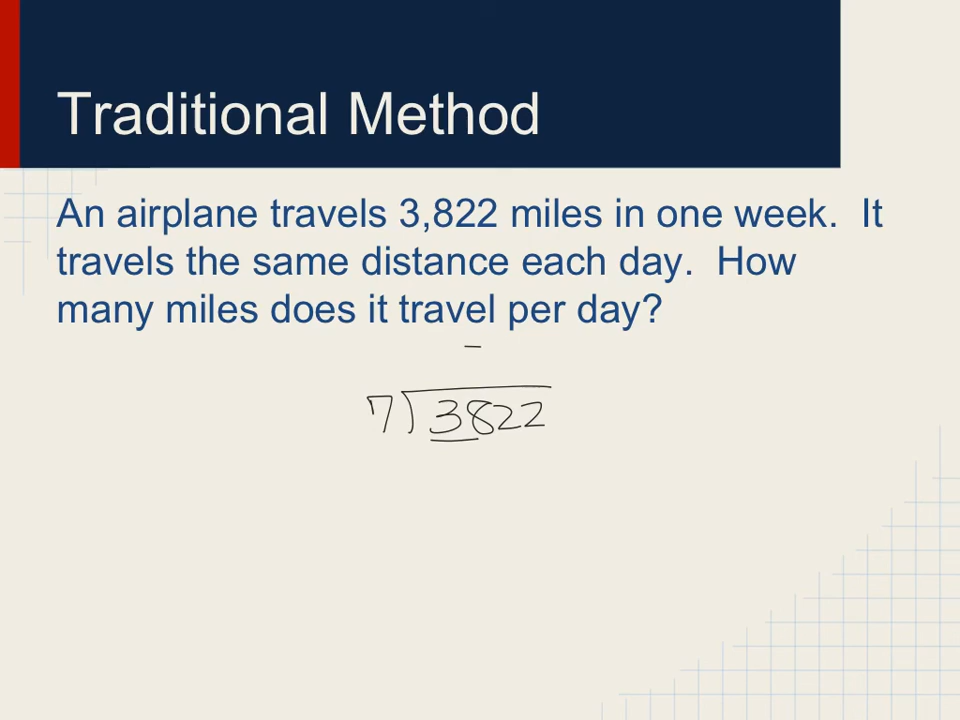 Traditional Method
An airplane travels 3,822 miles in one week. It
travels the same distance each day. How
many miles does it travel per day?
7)3822